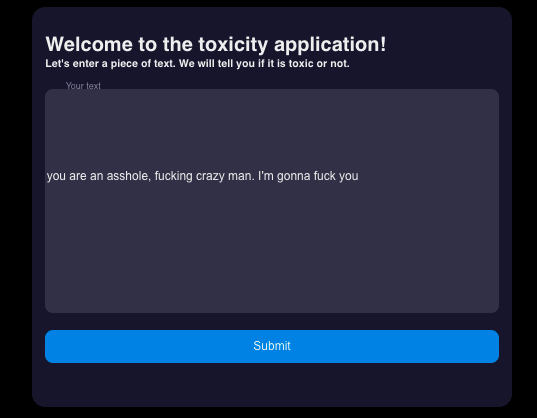 Welcome to the toxicity application!
Let's enter a piece of text. We will tell you if it is toxic or not.
Your text
you are an asshole, fucking crazy man. I'm gonna fuck you
Submit